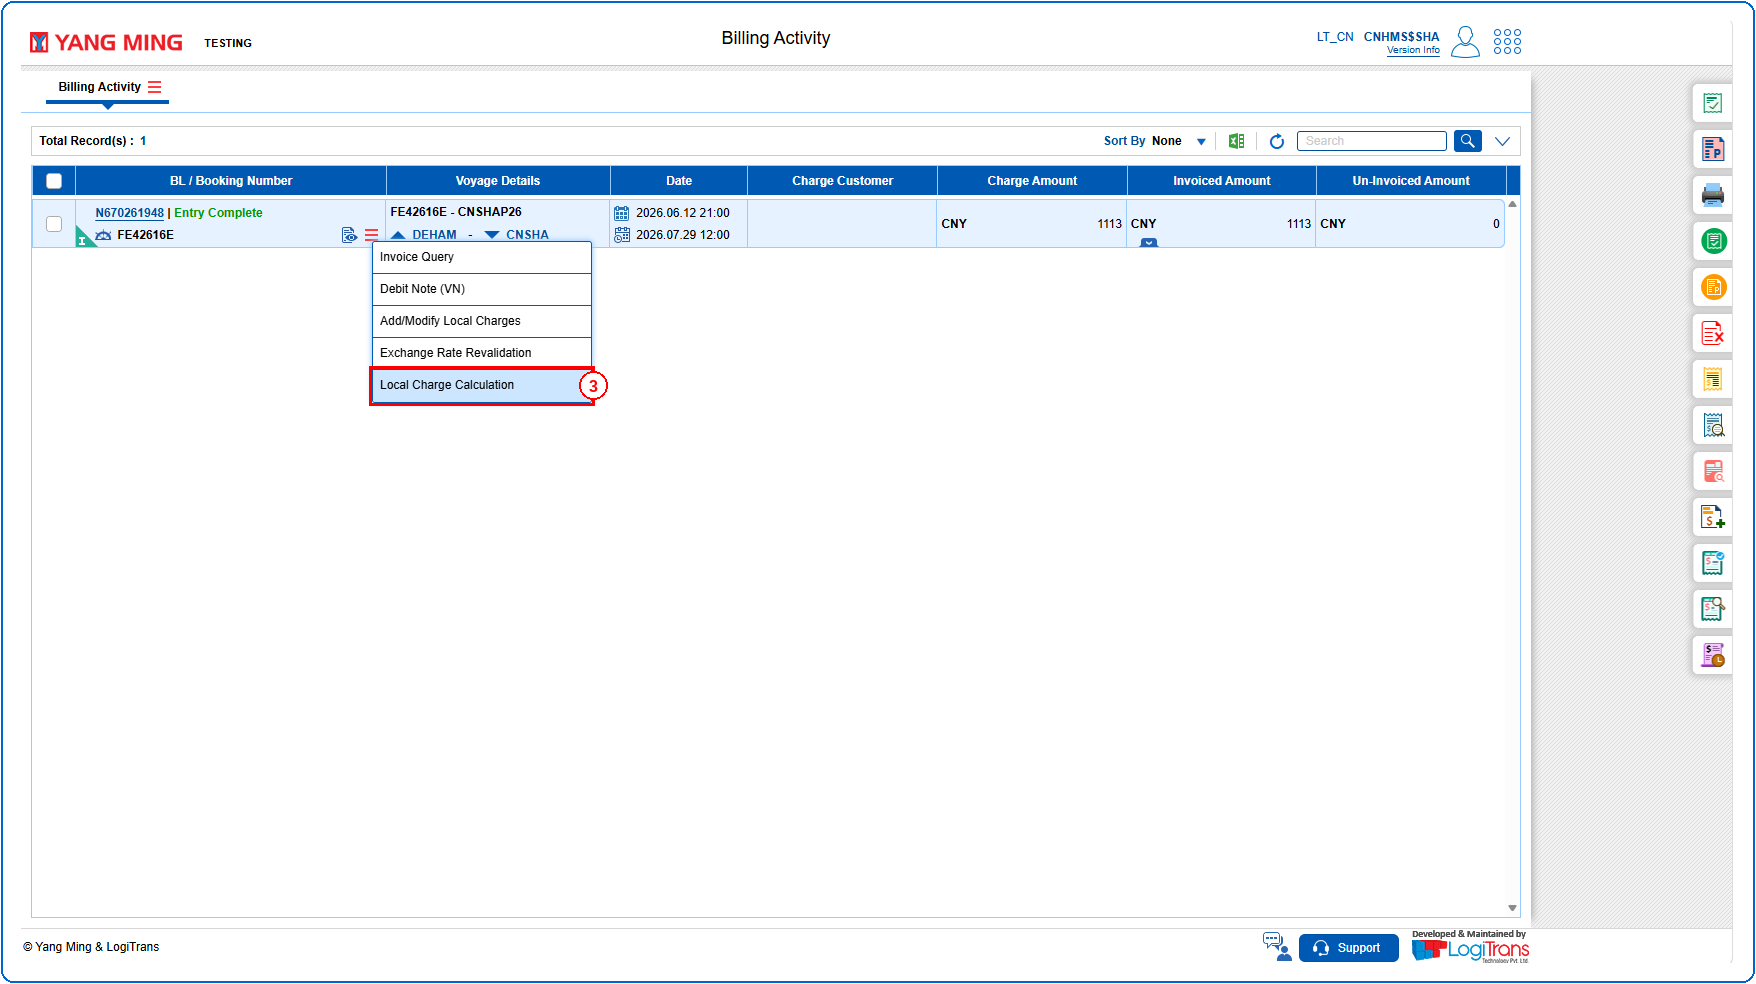 YANG MING TESTING
Billing Activity
LT_CN CNHMS$SHA
Version Info
Billing Activity
Total Record(s) : 1
Sort By None
Search
BL / Booking Number Voyage Details Date Charge Customer Charge Amount Invoiced Amount Un-Invoiced Amount
N670261948 | Entry Complete FE42616E - CNSHAP26 2026.06.12 21:00
CNY 1113 CNY 1113 CNY 0
I FE42616E DEHAM - CNSHA 2026.07.29 12:00
Invoice Query
Debit Note (VN)
Add/Modify Local Charges
Exchange Rate Revalidation
Local Charge Calculation 3
© Yang Ming & LogiTrans
Support
Developed & Maintained by
LogiTrans
Technology Pvt. Ltd.